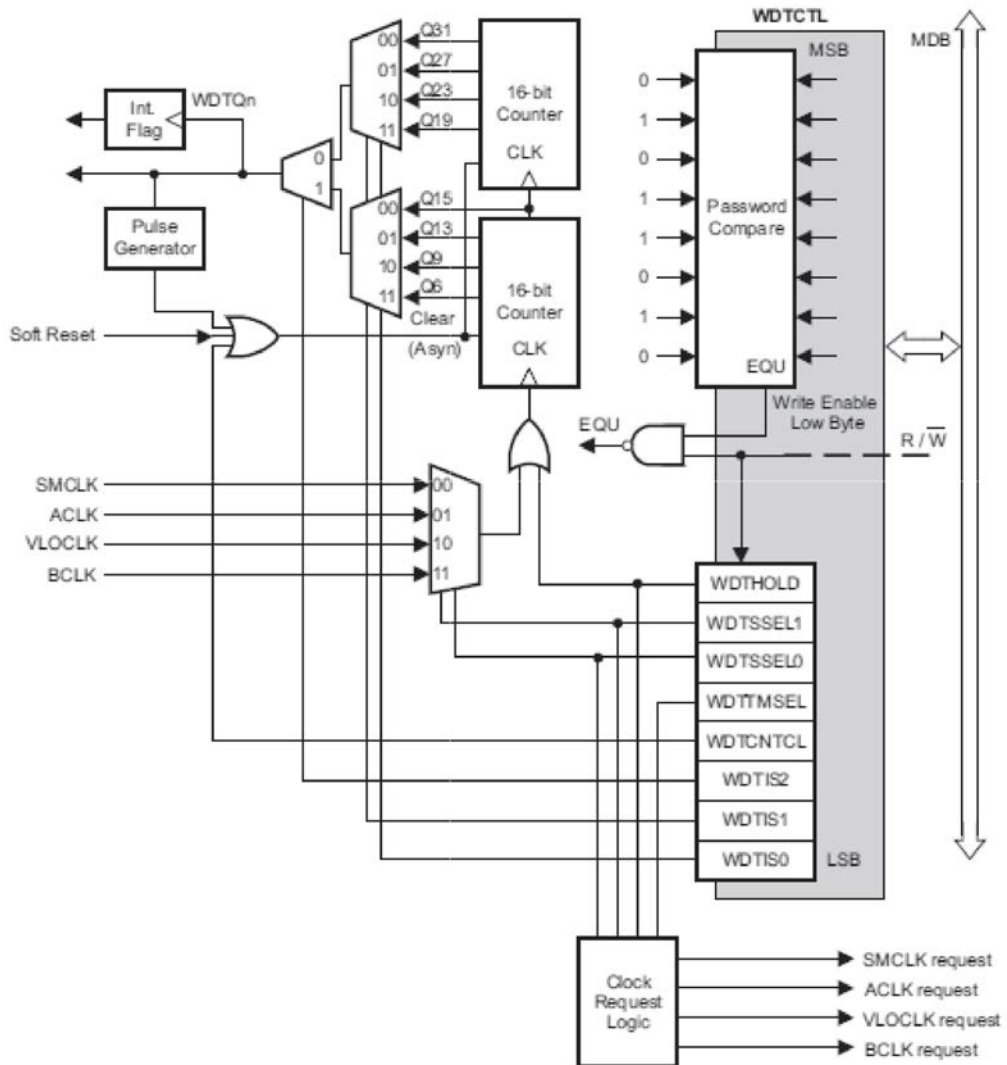 WDTCTL
MSB
MDB
Int.
Flag
WDTQn
0
1
00
01
10
11
Q31
Q27
Q23
Q19
16-bit
Counter
CLK
00
01
10
11
Q15
Q13
Q9
Q6
16-bit
Counter
CLK
Pulse
Generator
Soft Reset
Clear
(Asyn)
0
1
0
1
1
0
1
0
Password
Compare
EQU
Write Enable
Low Byte
EQU
R / W
SMCLK
ACLK
VLOCLK
BCLK
00
01
10
11
WDTHOLD
WDTSSEL1
WDTSSEL0
WDTTMSEL
WDTCNTCL
WDTIS2
WDTIS1
WDTIS0
LSB
Clock
Request
Logic
SMCLK request
ACLK request
VLOCLK request
BCLK request